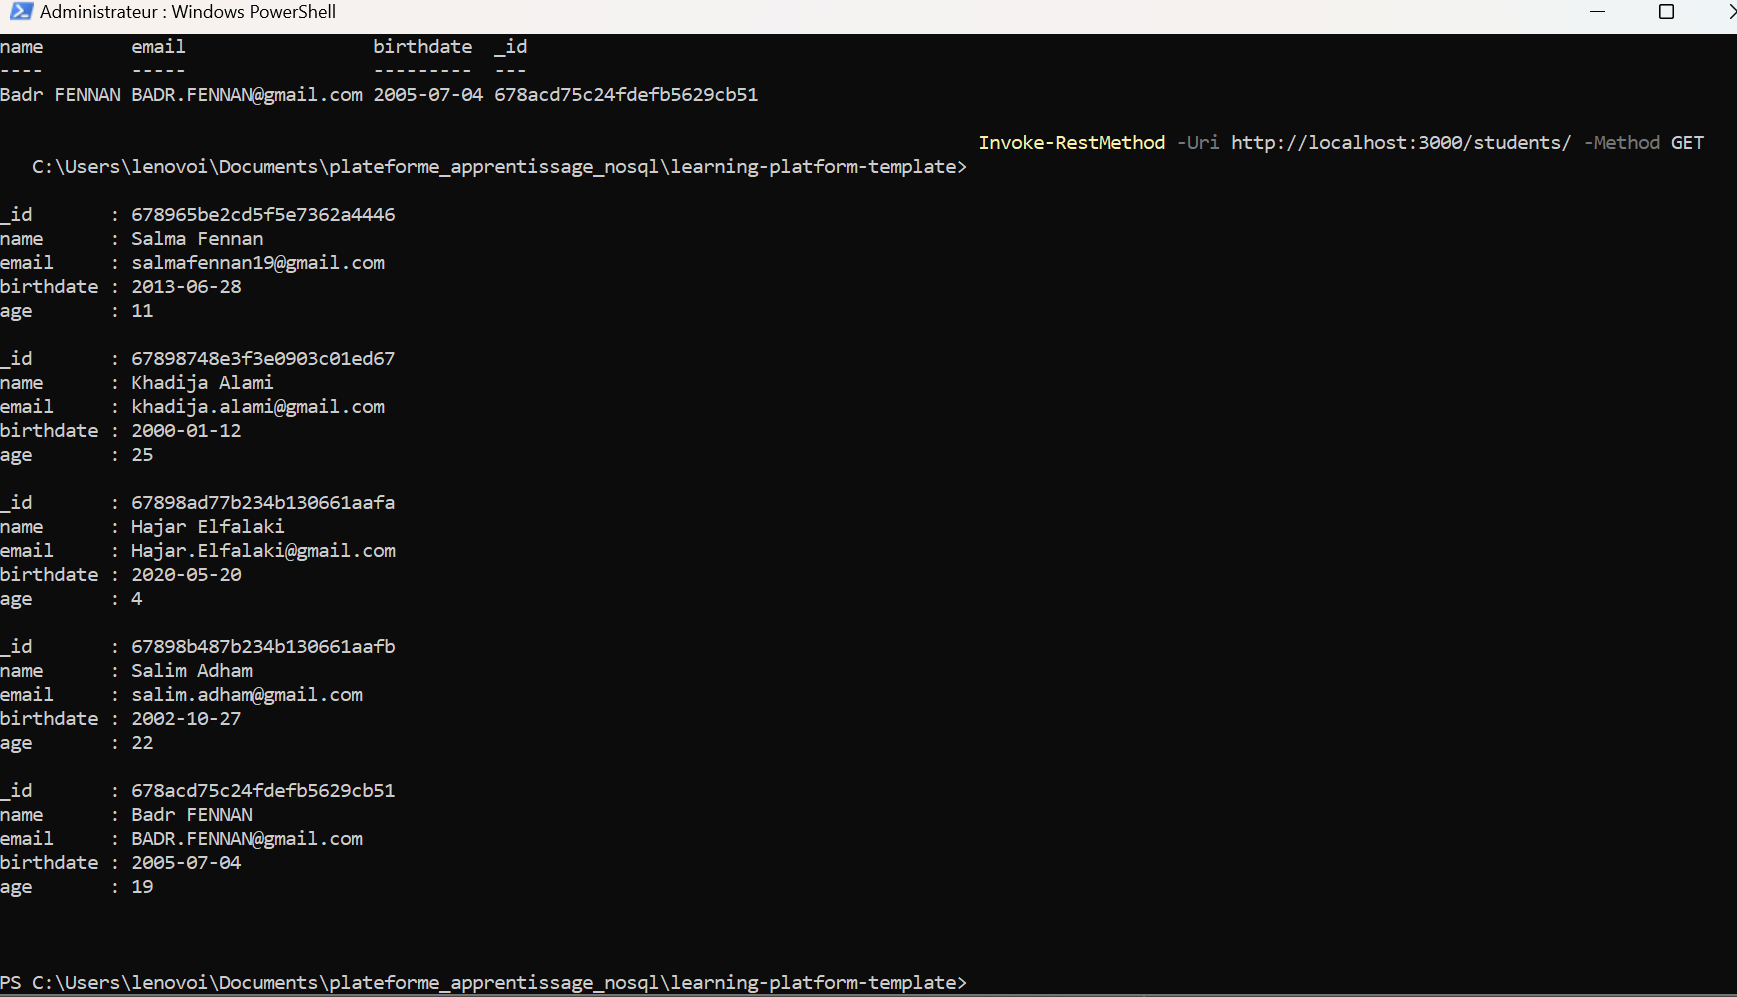 Administrateur : Windows PowerShell
name        email                 birthdate  _id
----        -----                 ---------  ---
Badr FENNAN BADR.FENNAN@gmail.com 2005-07-04 678acd75c24fdefb5629cb51
Invoke-RestMethod -Uri http://localhost:3000/students/ -Method GET
C:\Users\lenovoi\Documents\plateforme_apprentissage_nosql\learning-platform-template>
_id       : 678965be2cd5f5e7362a4446
name      : Salma Fennan
email     : salmafennan19@gmail.com
birthdate : 2013-06-28
age       : 11
_id       : 67898748e3f3e0903c01ed67
name      : Khadija Alami
email     : khadija.alami@gmail.com
birthdate : 2000-01-12
age       : 25
_id       : 67898ad77b234b130661aafa
name      : Hajar Elfalaki
email     : Hajar.Elfalaki@gmail.com
birthdate : 2020-05-20
age       : 4
_id       : 67898b487b234b130661aafb
name      : Salim Adham
email     : salim.adham@gmail.com
birthdate : 2002-10-27
age       : 22
_id       : 678acd75c24fdefb5629cb51
name      : Badr FENNAN
email     : BADR.FENNAN@gmail.com
birthdate : 2005-07-04
age       : 19
PS C:\Users\lenovoi\Documents\plateforme_apprentissage_nosql\learning-platform-template>